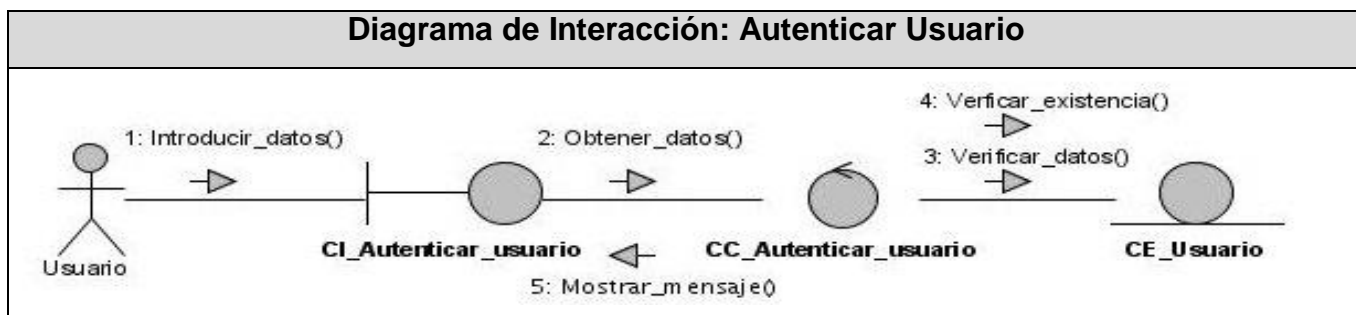 Diagrama de Interacción: Autenticar Usuario
4: Verficar_existencia()
1: Introducir_datos()
2: Obtener_datos()
3: Verificar_datos()
CI_Autenticar_usuario
CC_Autenticar_usuario
CE_Usuario
Usuario
5: Mostrar_mensaje()